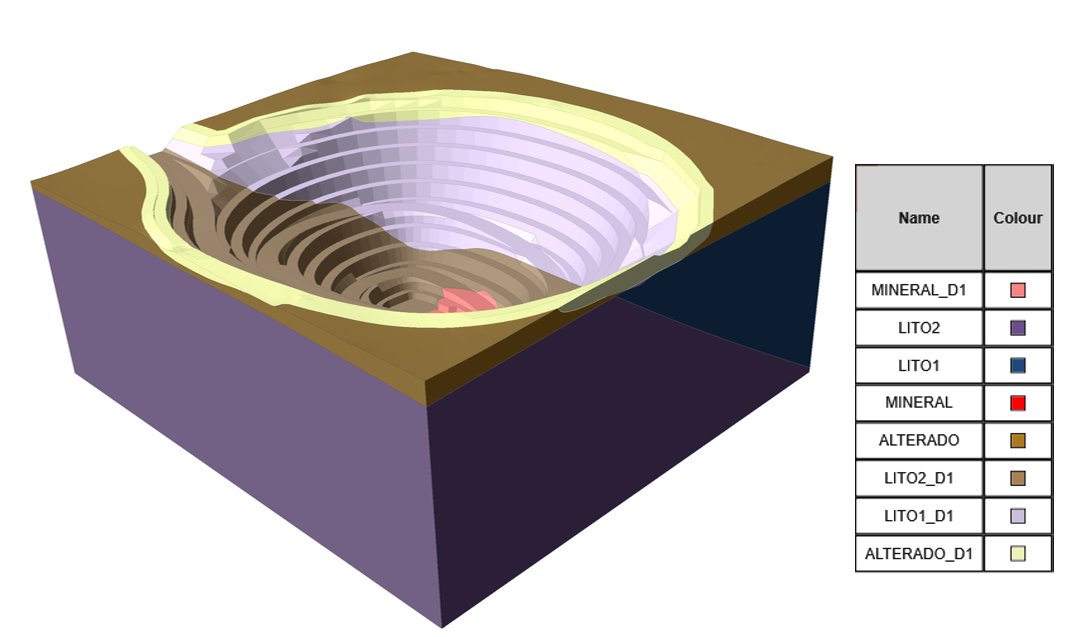 Name Colour
MINERAL_D1
LITO2
LITO1
MINERAL
ALTERADO
LITO2_D1
LITO1_D1
ALTERADO_D1